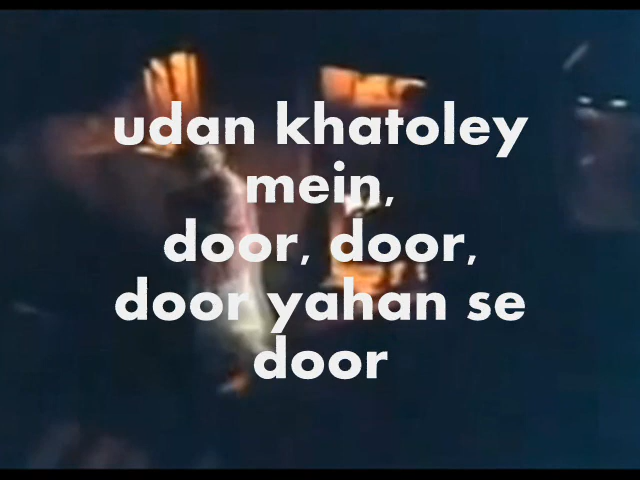 udan khatoley
mein,
door, door,
door yahan se
door